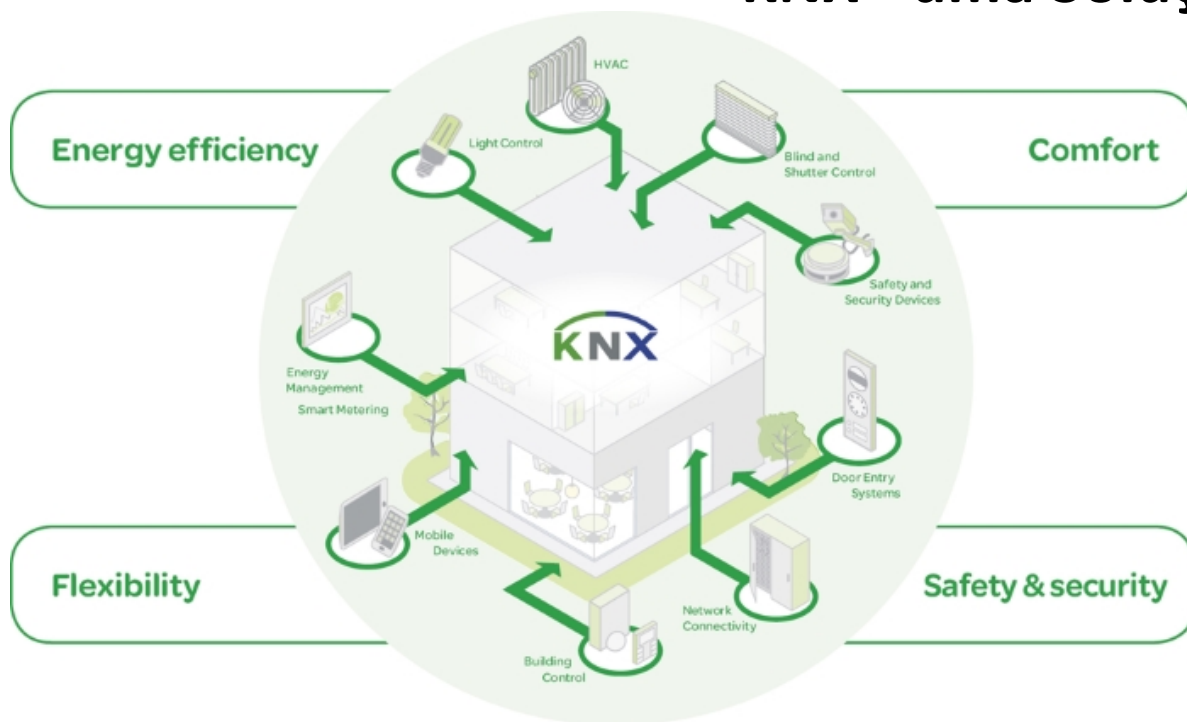 HVAC
Light Control
Energy efficiency
Blind and
Shutter Control
Comfort
Safety and
Security Devices
KNX
Energy
Management
Smart Metering
Door Entry
Systems
Mobile
Devices
Flexibility
Network
Connectivity
Safety & security
Building
Control